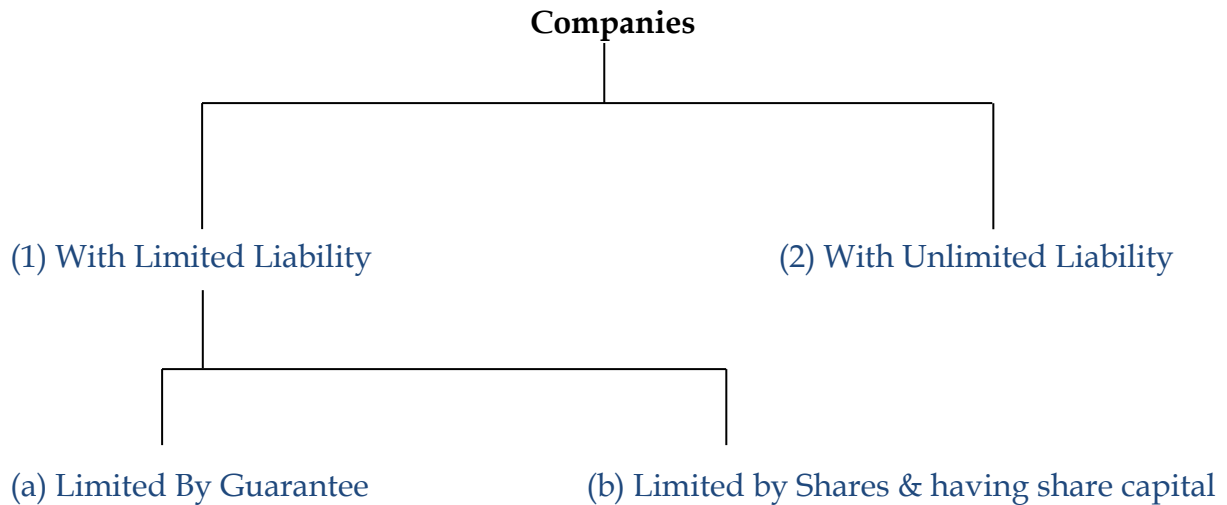 Companies
(1) With Limited Liability
(2) With Unlimited Liability
(a) Limited By Guarantee
(b) Limited by Shares & having share capital